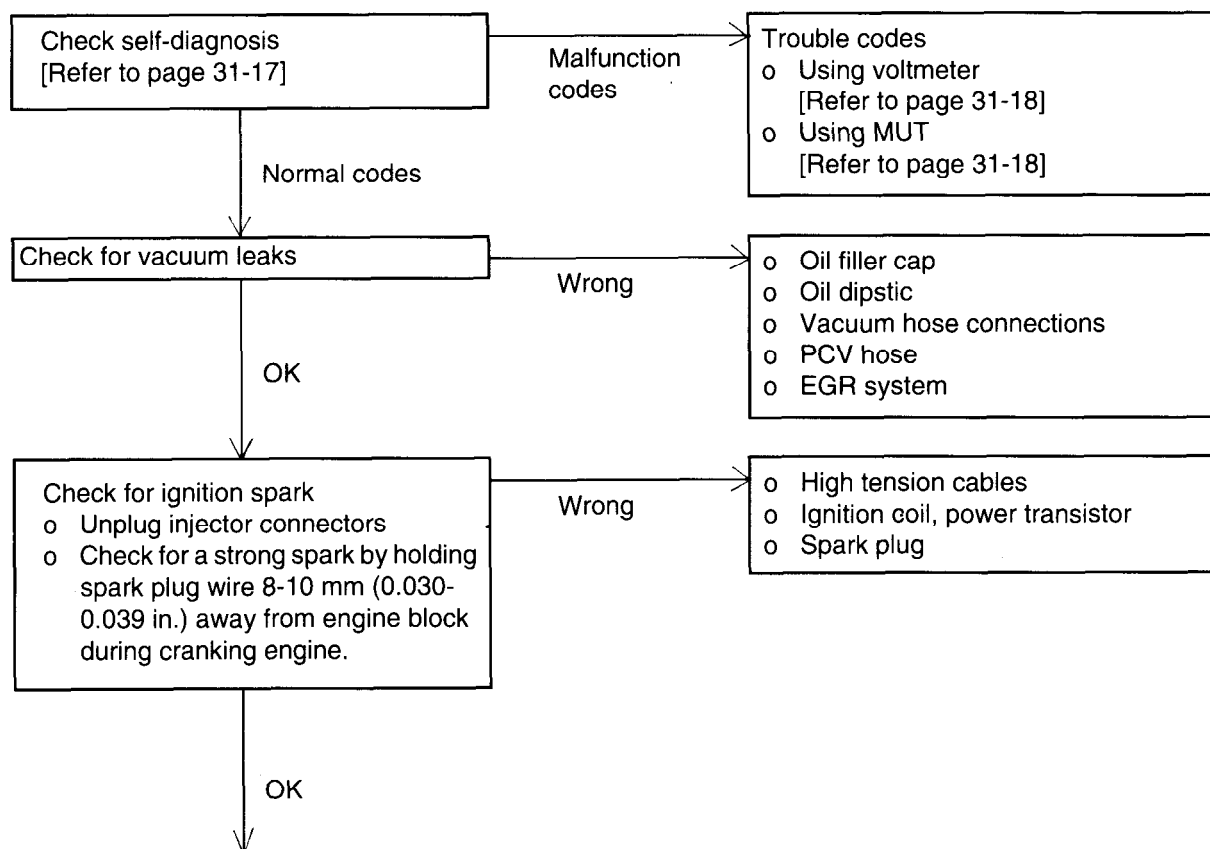 Check self-diagnosis
[Refer to page 31-17]
Malfunction
codes
Trouble codes
o Using voltmeter
[Refer to page 31-18]
o Using MUT
[Refer to page 31-18]
Normal codes
Check for vacuum leaks
Wrong
o Oil filler cap
o Oil dipstic
o Vacuum hose connections
o PCV hose
o EGR system
OK
Check for ignition spark
o Unplug injector connectors
o Check for a strong spark by holding
spark plug wire 8-10 mm (0.030-
0.039 in.) away from engine block
during cranking engine.
Wrong
o High tension cables
o Ignition coil, power transistor
o Spark plug
OK